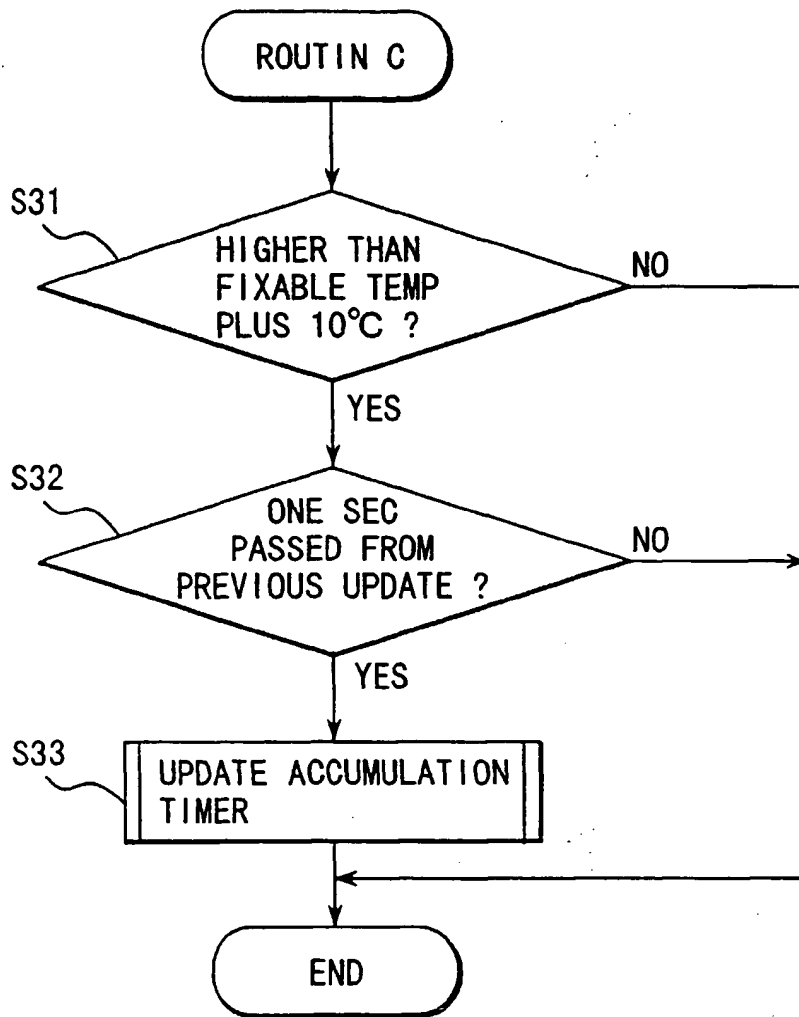 ROUTIN C
S31
HIGHER THAN
FIXABLE TEMP
PLUS 10°C ?
NO
YES
S32
ONE SEC
PASSED FROM
PREVIOUS UPDATE ?
NO
YES
S33
UPDATE ACCUMULATION
TIMER
END